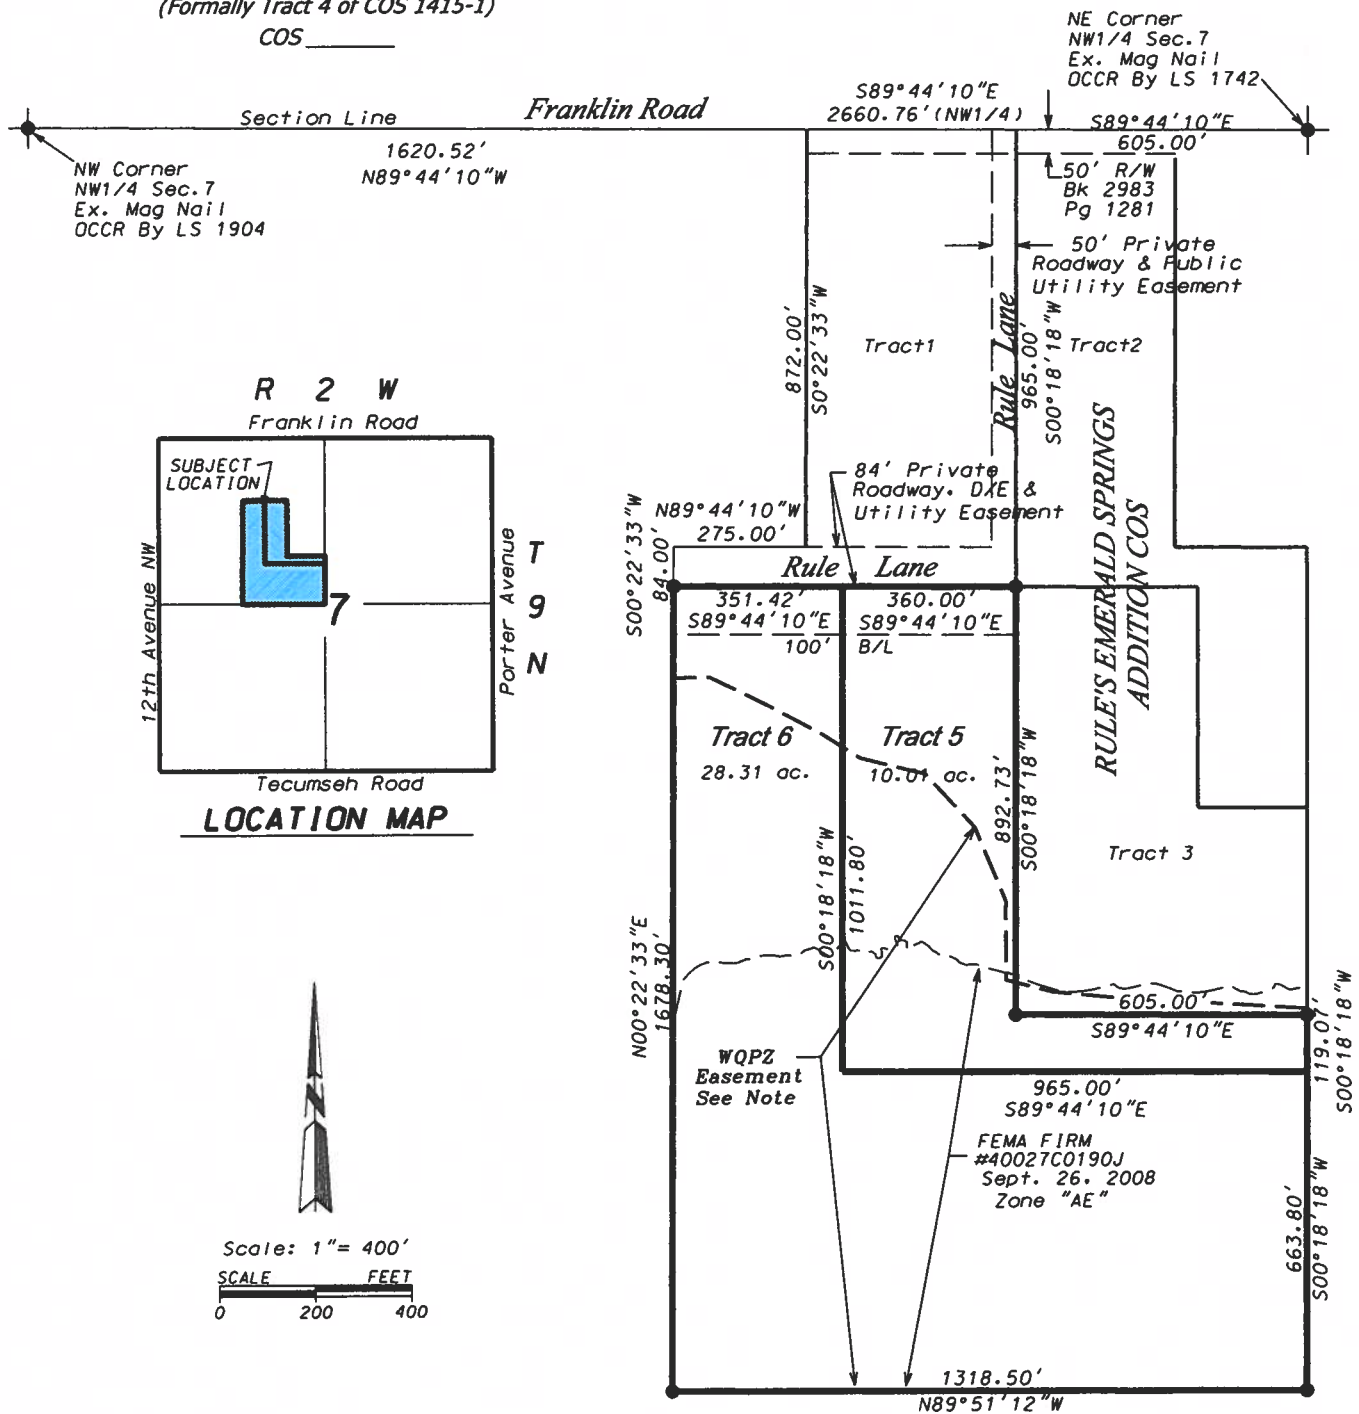 (Formally Tract 4 of COS 1415-1)
COS
NE Corner
NW1/4 Sec.7
Ex. Mag Nail
OCCR By LS 1742
Section Line
Franklin Road
S89°44'10"E
2660.76'(NW1/4)
S89°44'10"E
605.00'
1620.52'
N89°44'10"W
NW Corner
NW1/4 Sec.7
Ex. Mag Nail
OCCR By LS 1904
50' R/W
Bk 2983
Pg 1281
50' Private
Roadway & Public
Utility Easement
872.00'
S0°22'33"W
Tract1
Rule Lane
965.00'
S00°18'18"W
Tract2
R 2 W
Franklin Road
SUBJECT
LOCATION
12th Avenue NW
7
Porter Avenue
T
9
N
Tecumseh Road
LOCATION MAP
84' Private
Roadway. D/E &
Utility Easement
N89°44'10"W
275.00'
S00°22'33"W
84.00'
Rule Lane
RULE'S EMERALD SPRINGS
ADDITION COS
351.42'
S89°44'10"E
360.00'
S89°44'10"E
100'
B/L
Tract 6
28.31 ac.
Tract 5
10.01 ac.
892.73'
S00°18'18"W
S00°18'18"W
1011.80'
Tract 3
N00°22'33"E
1678.30'
605.00'
S89°44'10"E
119.07'
S00°18'18"W
WQPZ
Easement
See Note
965.00'
S89°44'10"E
FEMA FIRM
#40027C0190J
Sept. 26. 2008
Zone "AE"
663.80'
S00°18'18"W
N
Scale: 1"= 400'
SCALE FEET
0 200 400
1318.50'
N89°51'12"W